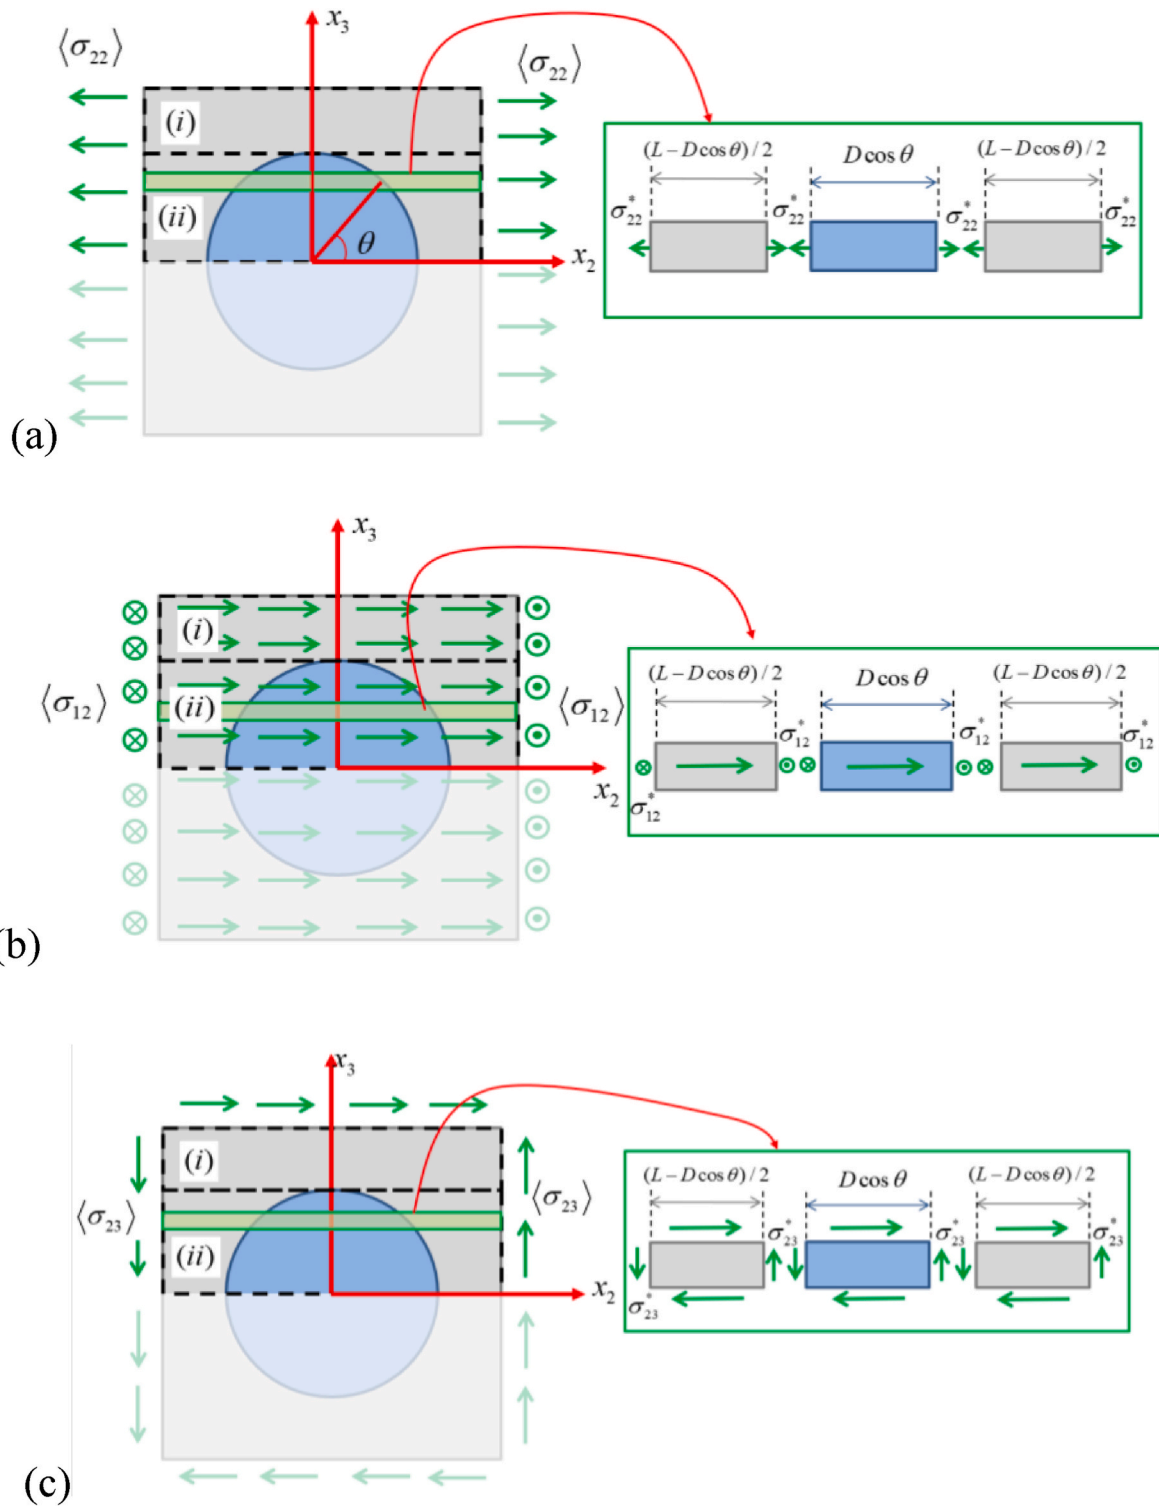 x₃
⟨σ₂₂⟩
⟨σ₂₂⟩
(i)
(ii)
θ
x₂
(L−D cos θ)/2
D cos θ
(L−D cos θ)/2
σ*₂₂
σ*₂₂
σ*₂₂
σ*₂₂
(a)
x₃
(i)
⟨σ₁₂⟩
(ii)
⟨σ₁₂⟩
x₂
(L−D cos θ)/2
D cos θ
(L−D cos θ)/2
σ*₁₂
σ*₁₂
σ*₁₂
σ*₁₂
(b)
x₃
(i)
⟨σ₂₃⟩
(ii)
⟨σ₂₃⟩
x₂
(L−D cos θ)/2
D cos θ
(L−D cos θ)/2
σ*₂₃
σ*₂₃
σ*₂₃
σ*₂₃
(c)